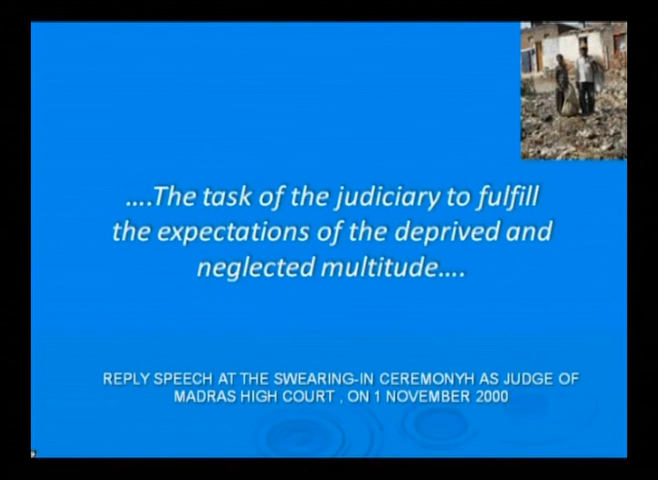 ....The task of the judiciary to fulfill
the expectations of the deprived and
neglected multitude....
REPLY SPEECH AT THE SWEARING-IN CEREMONYH AS JUDGE OF
MADRAS HIGH COURT , ON 1 NOVEMBER 2000